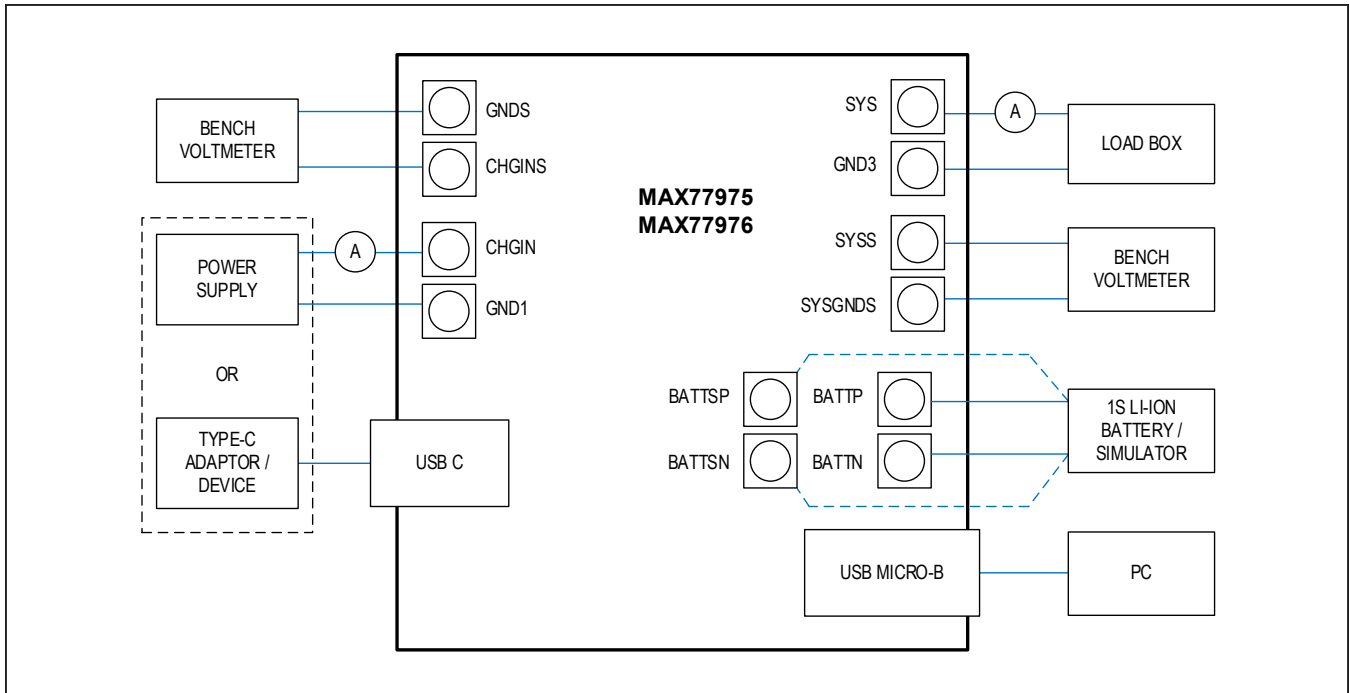 BENCH
VOLTMETER
GNDS
CHGINS
POWER
SUPPLY
A
CHGIN
GND1
OR
TYPE-C
ADAPTOR /
DEVICE
USB C
MAX77975
MAX77976
SYS
A
GND3
LOAD BOX
SYSS
SYSGNDS
BENCH
VOLTMETER
BATTSP
BATTP
BATTSN
BATTN
1S LI-ION
BATTERY /
SIMULATOR
USB MICRO-B
PC